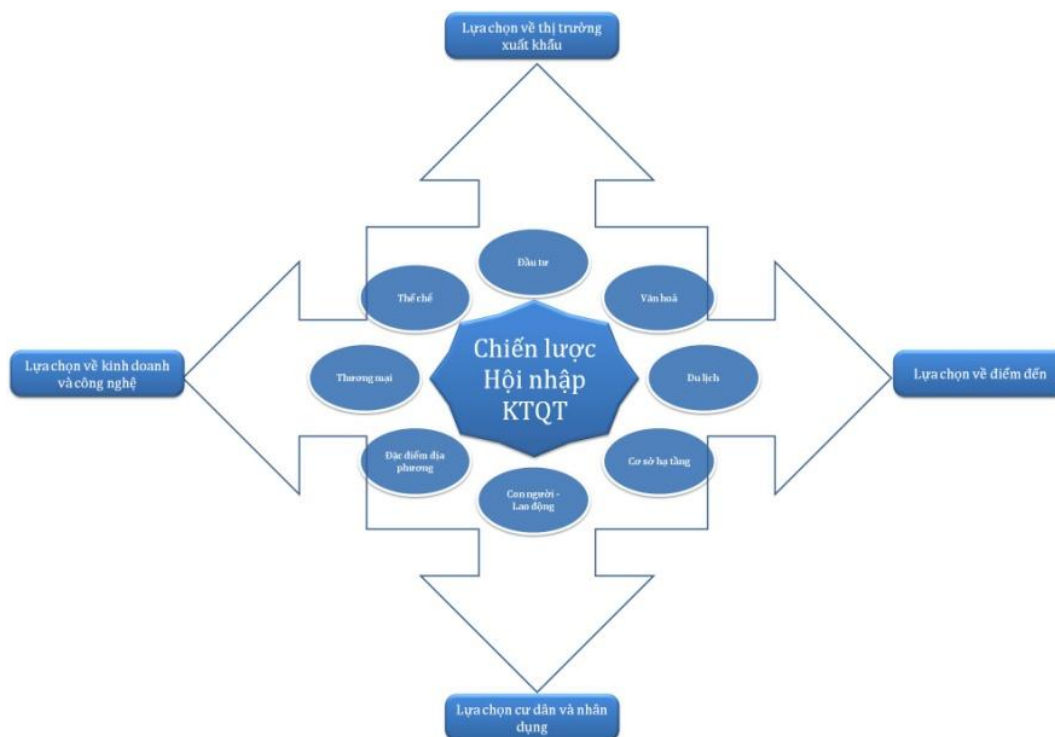 Lựa chọn về thị trường
xuất khẩu
Đầu tư
Thể chế
Văn hoá
Chiến lược
Hội nhập
KTQT
Lựa chọn về kinh doanh
và công nghệ
Thương mại
Du lịch
Lựa chọn về điểm đến
Đặc điểm địa
phương
Cơ sở hạ tầng
Con người -
Lao động
Lựa chọn cư dân và nhân
dụng